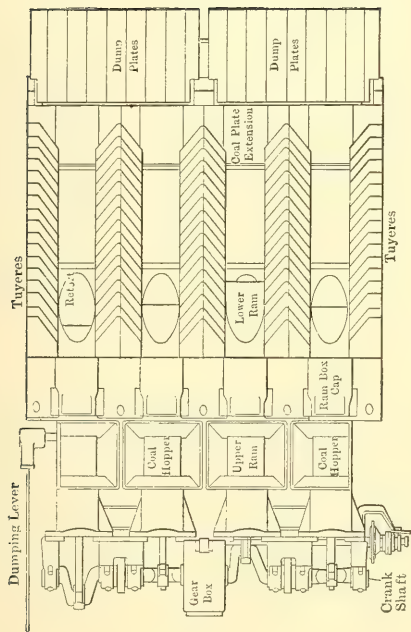 Dump
Plates
Dump
Plates
Tuyeres
Coal Plate
Extension
Retort
Lower
Ram
Tuyeres
Ram Box
Cap
Dumping Lever
Coal
Hopper
Upper
Ram
Coal
Hopper
Gear
Box
Crank
Shaft